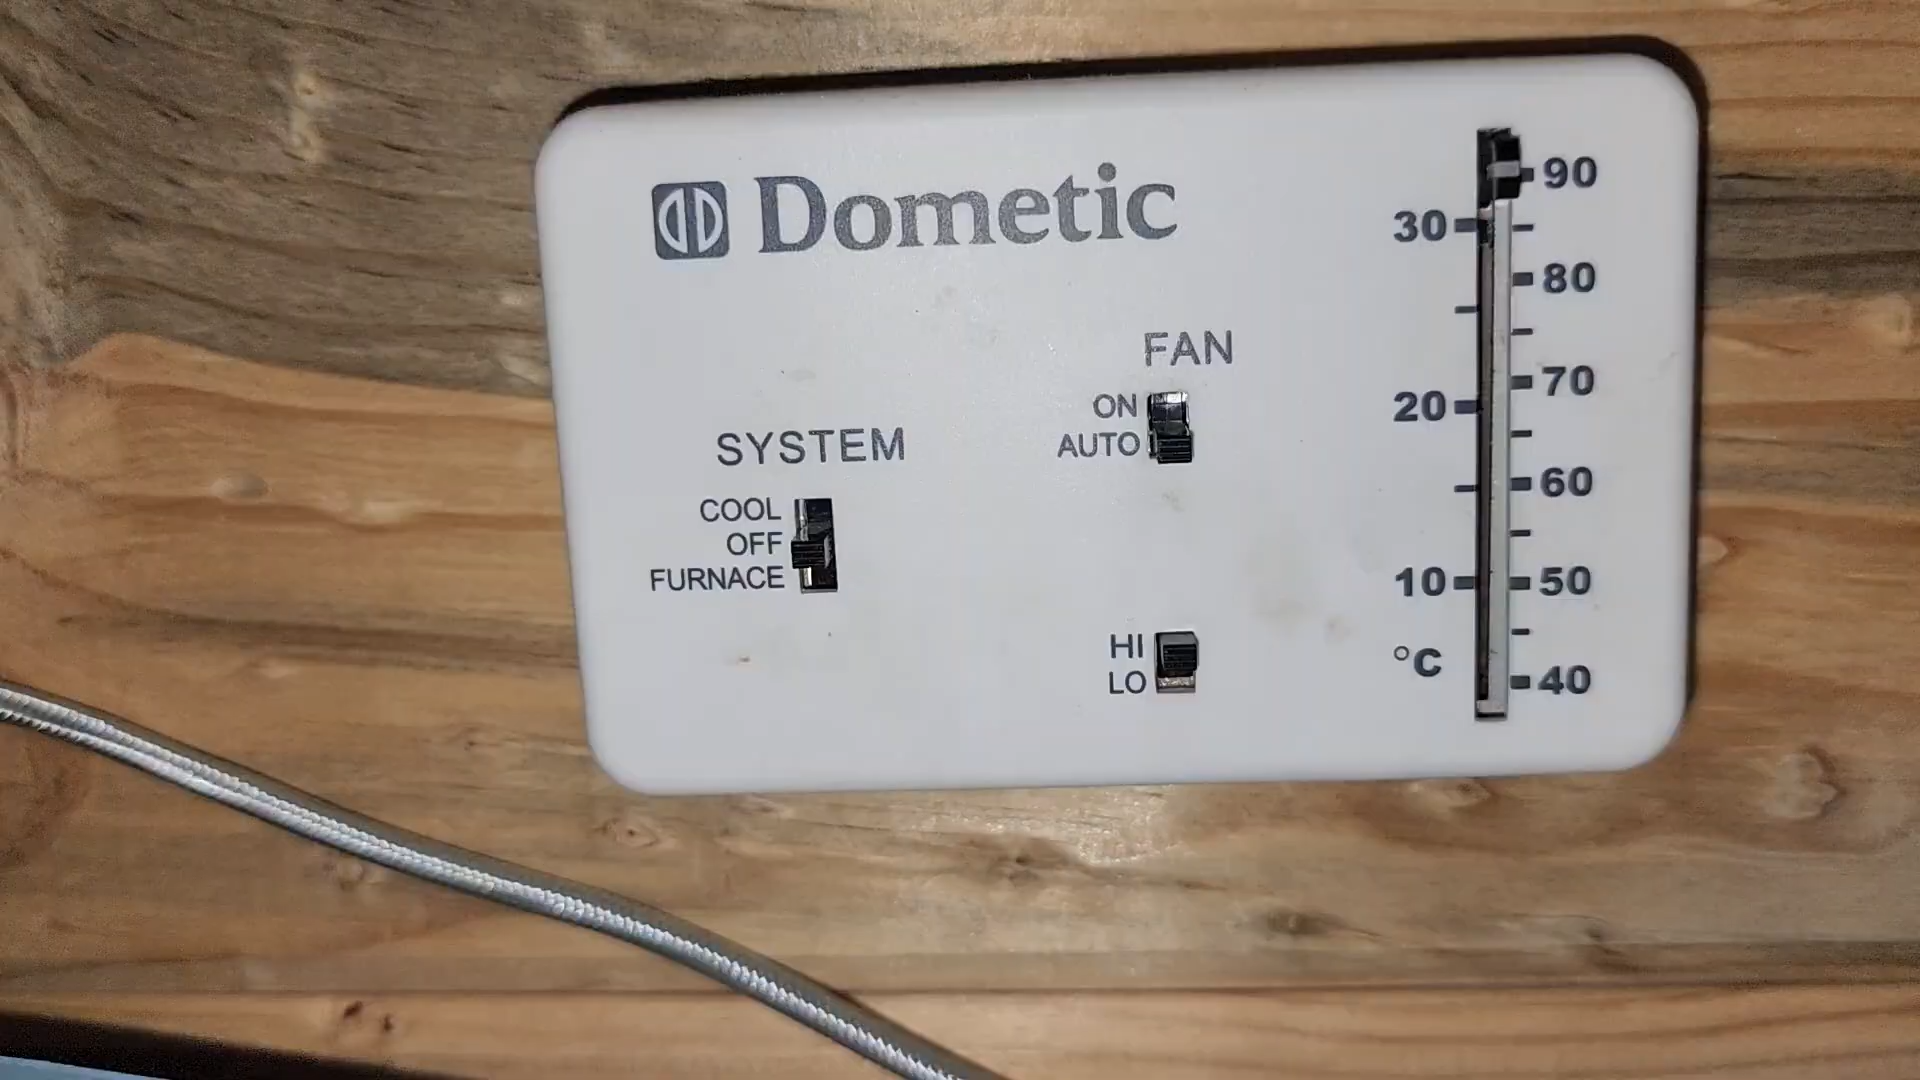 Dometic
FAN
ON
AUTO
SYSTEM
COOL
OFF
FURNACE
HI
LO
30
20
10
°C
90
80
70
60
50
40